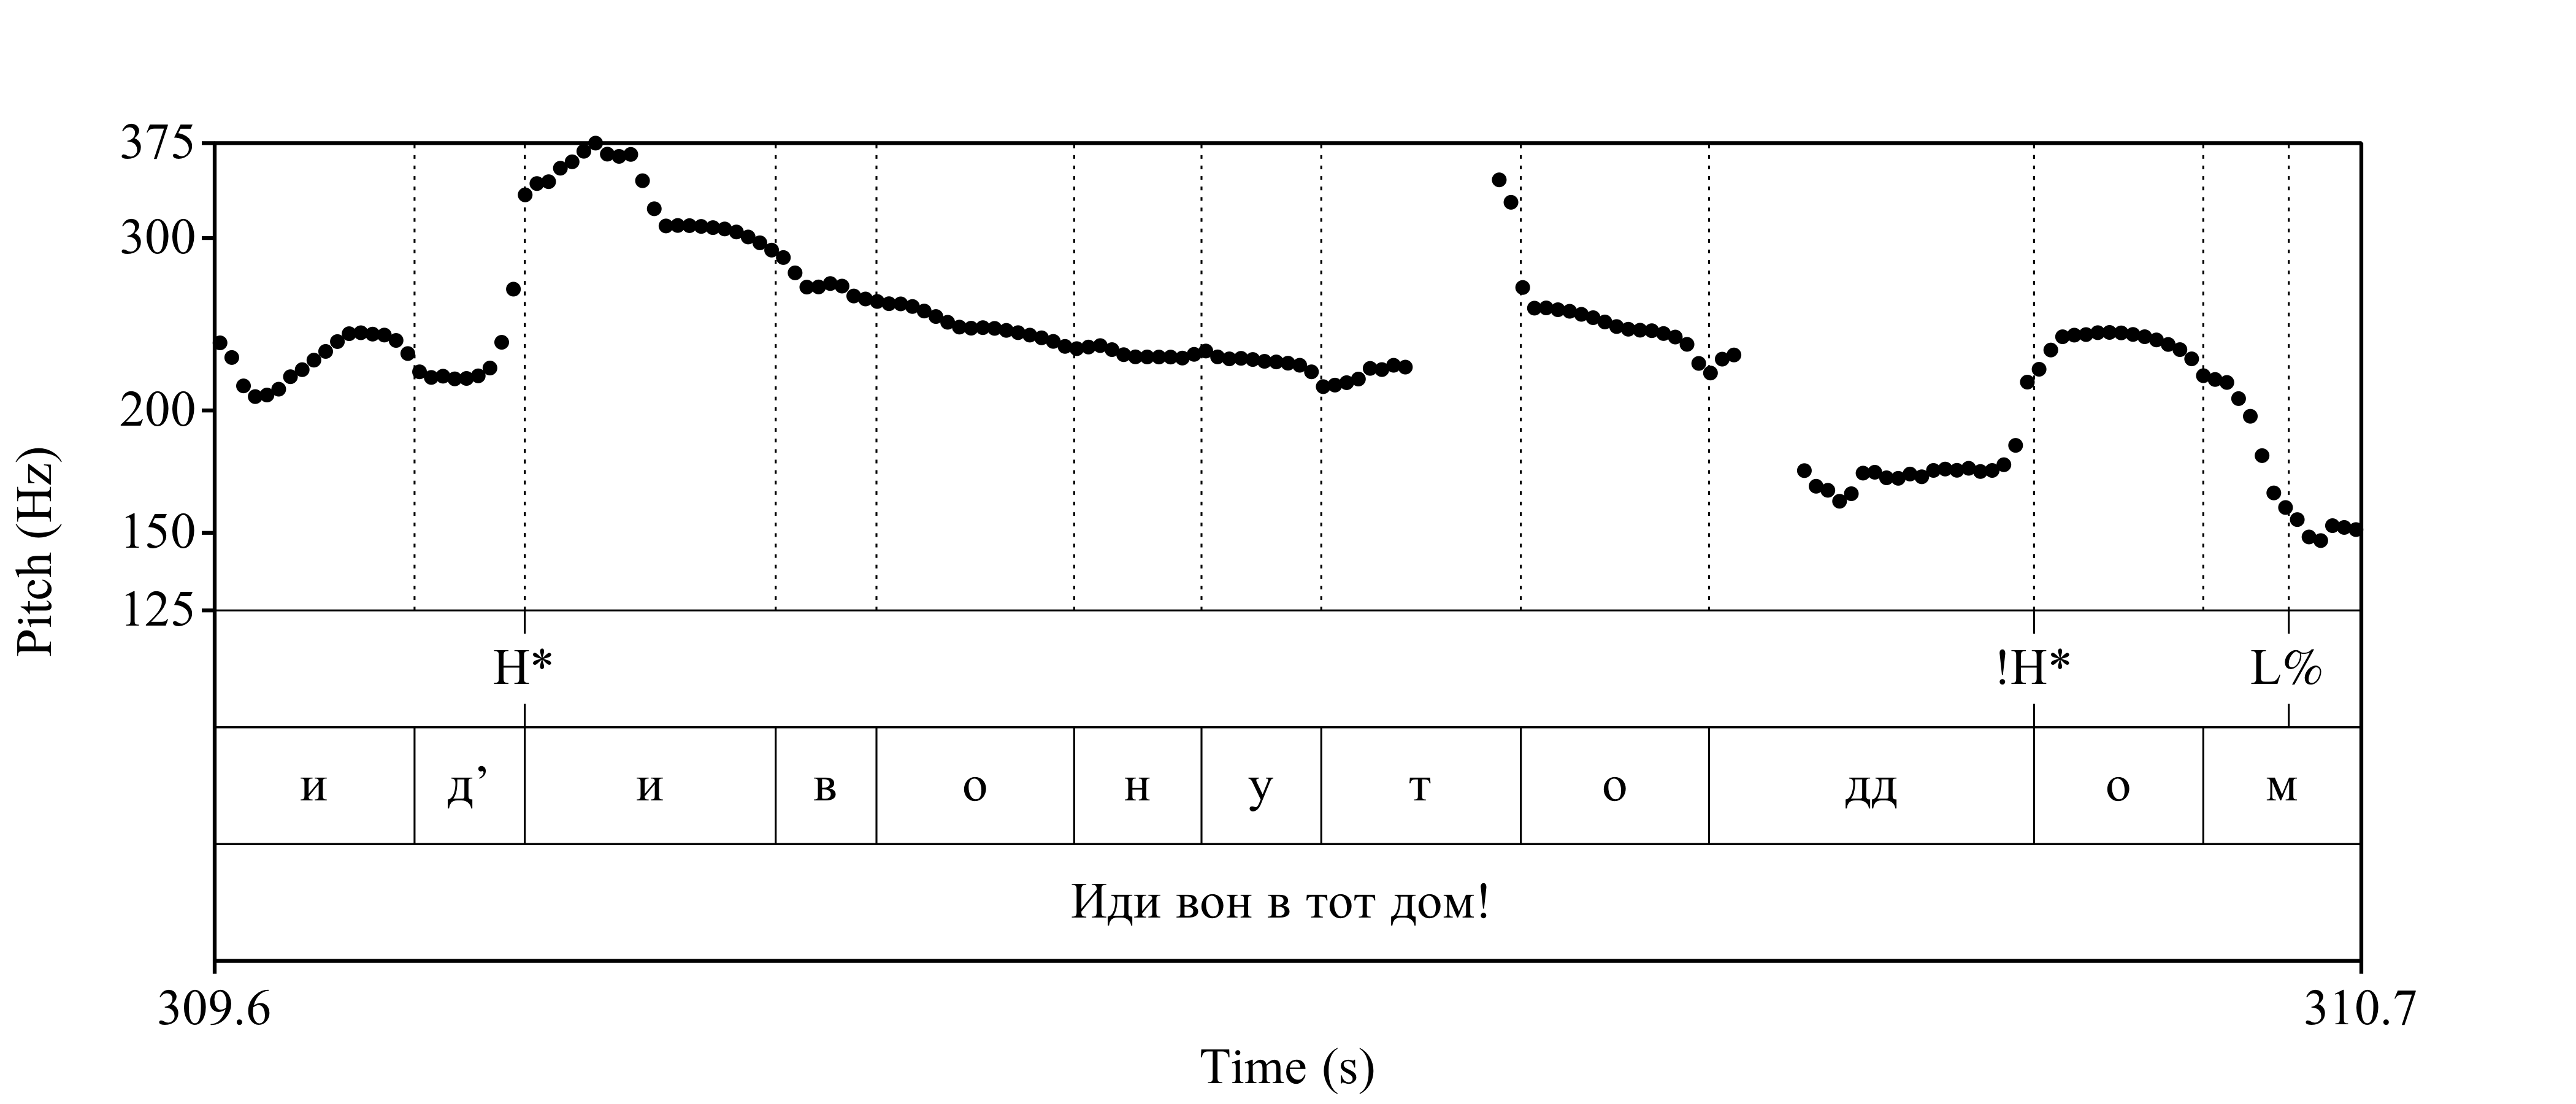 375
300
200
150
125
Pitch (Hz)
H* !H* L%
и д’ и в о н у т о дд о м
Иди вон в тот дом!
309.6 310.7
Time (s)